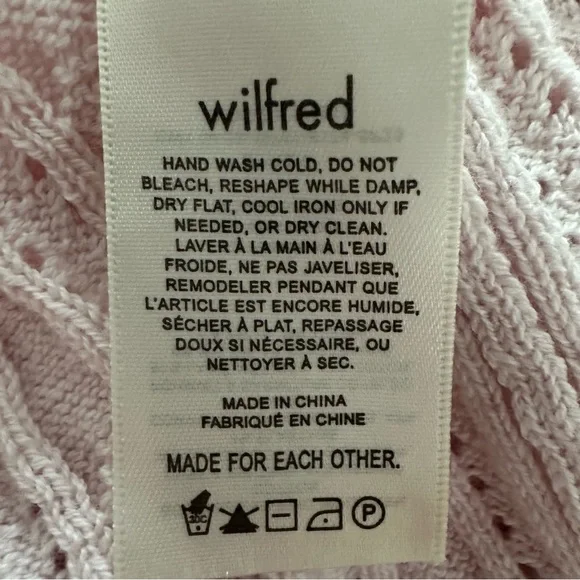 wilfred
HAND WASH COLD, DO NOT
BLEACH, RESHAPE WHILE DAMP,
DRY FLAT, COOL IRON ONLY IF
NEEDED, OR DRY CLEAN.
LAVER À LA MAIN À L'EAU
FROIDE, NE PAS JAVELISER,
REMODELER PENDANT QUE
L'ARTICLE EST ENCORE HUMIDE,
SÉCHER À PLAT, REPASSAGE
DOUX SI NÉCESSAIRE, OU
NETTOYER À SEC.
MADE IN CHINA
FABRIQUÉ EN CHINE
MADE FOR EACH OTHER.
30C P